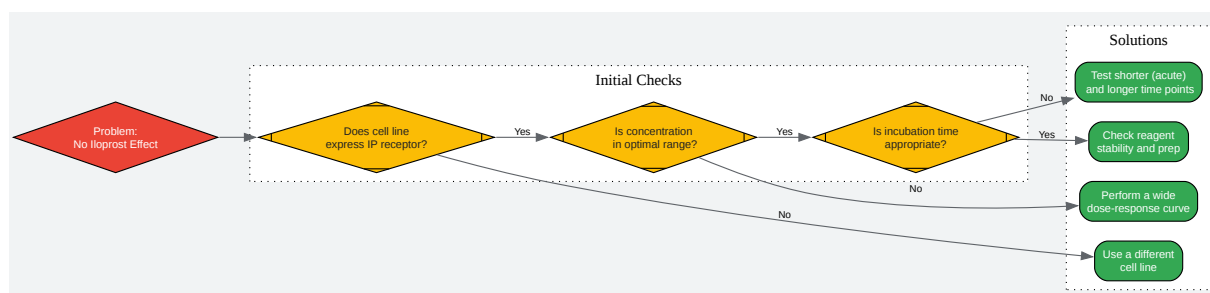 Solutions
Initial Checks
Problem:
No Iloprost Effect
Does cell line
express IP receptor?
Yes
Is concentration
in optimal range?
Yes
Is incubation time
appropriate?
No
Yes
No
No
Test shorter (acute)
and longer time points
Check reagent
stability and prep
Perform a wide
dose-response curve
Use a different
cell line